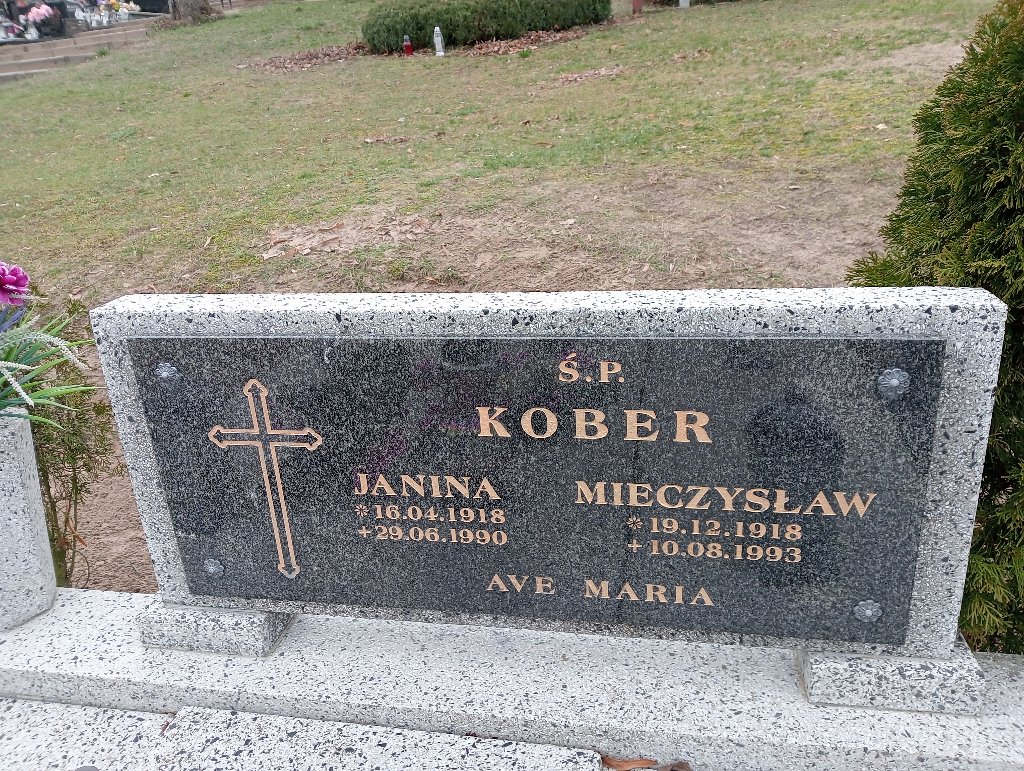 Ś.P.
KOBER
JANINA
*16.04.1918
+29.06.1990
MIECZYSŁAW
*19.12.1918
+10.08.1993
AVE MARIA